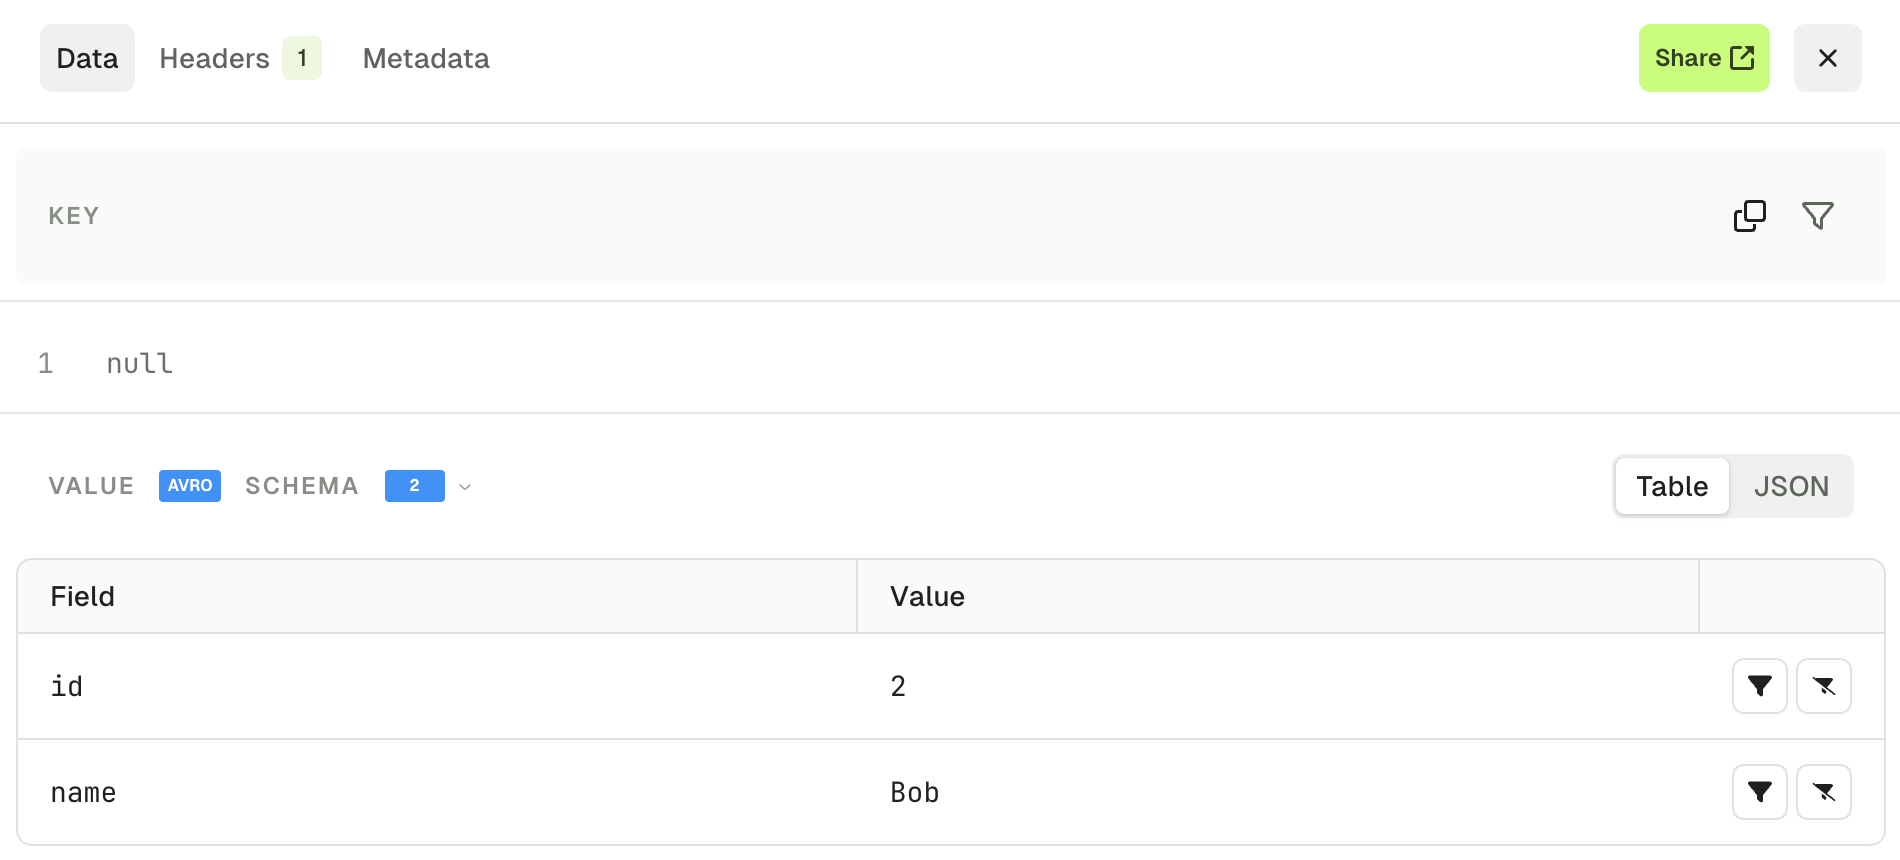 Data Headers 1 Metadata Share
KEY
1 null
VALUE AVRO SCHEMA 2 Table JSON
Field Value
id 2
name Bob